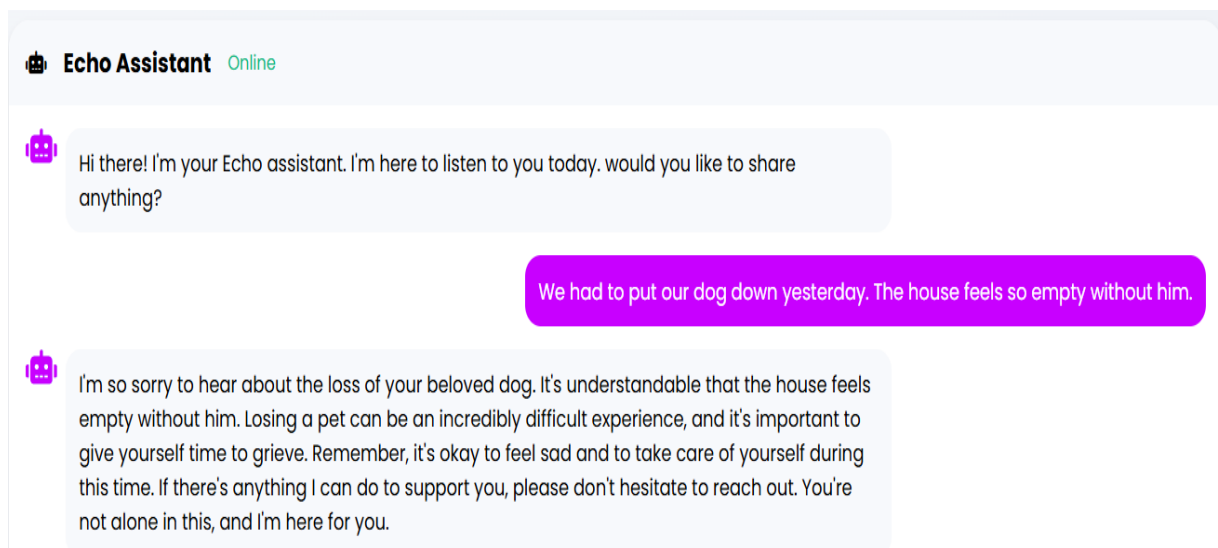 Echo Assistant Online
Hi there! I'm your Echo assistant. I'm here to listen to you today. would you like to share
anything?
We had to put our dog down yesterday. The house feels so empty without him.
I'm so sorry to hear about the loss of your beloved dog. It's understandable that the house feels
empty without him. Losing a pet can be an incredibly difficult experience, and it's important to
give yourself time to grieve. Remember, it's okay to feel sad and to take care of yourself during
this time. If there's anything I can do to support you, please don't hesitate to reach out. You're
not alone in this, and I'm here for you.